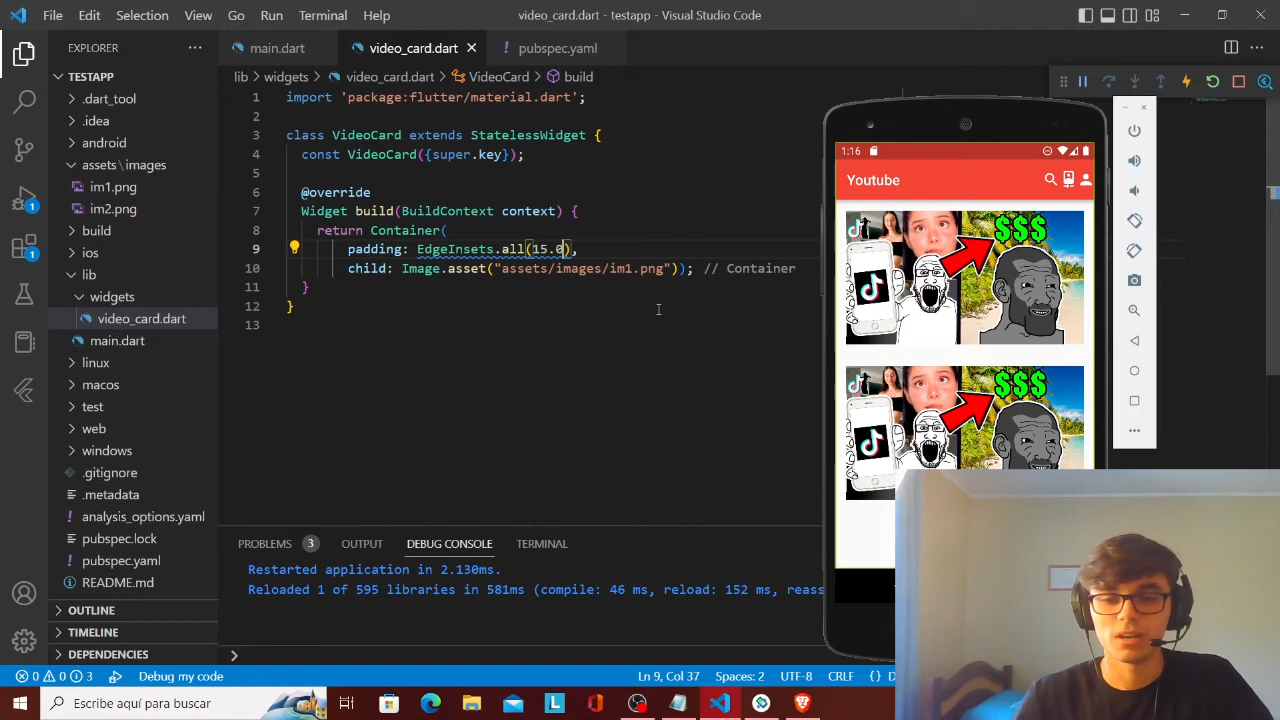 File Edit Selection View Go Run Terminal Help
video_card.dart - testapp - Visual Studio Code
EXPLORER
main.dart
video_card.dart
pubspec.yaml
TESTAPP
lib widgets video_card.dart VideoCard build
.dart_tool
.idea
android
assets\images
im1.png
im2.png
build
ios
lib
widgets
video_card.dart
main.dart
linux
macos
test
web
windows
.gitignore
.metadata
analysis_options.yaml
pubspec.lock
pubspec.yaml
README.md
OUTLINE
TIMELINE
DEPENDENCIES
1
1
1 import 'package:flutter/material.dart';
2
3 class VideoCard extends StatelessWidget {
4 const VideoCard({super.key});
5
6 @override
7 Widget build(BuildContext context) {
8 return Container(
9 padding: EdgeInsets.all(15.0),
10 child: Image.asset("assets/images/im1.png")); // Container
11 }
12 }
13
1:16
Youtube
$$$
$$$
PROBLEMS 3 OUTPUT DEBUG CONSOLE TERMINAL
Restarted application in 2.130ms.
Reloaded 1 of 595 libraries in 581ms (compile: 46 ms, reload: 152 ms, reass
0 0 3 Debug my code
Ln 9, Col 37 Spaces: 2 UTF-8 CRLF {}
Escribe aquí para buscar
L